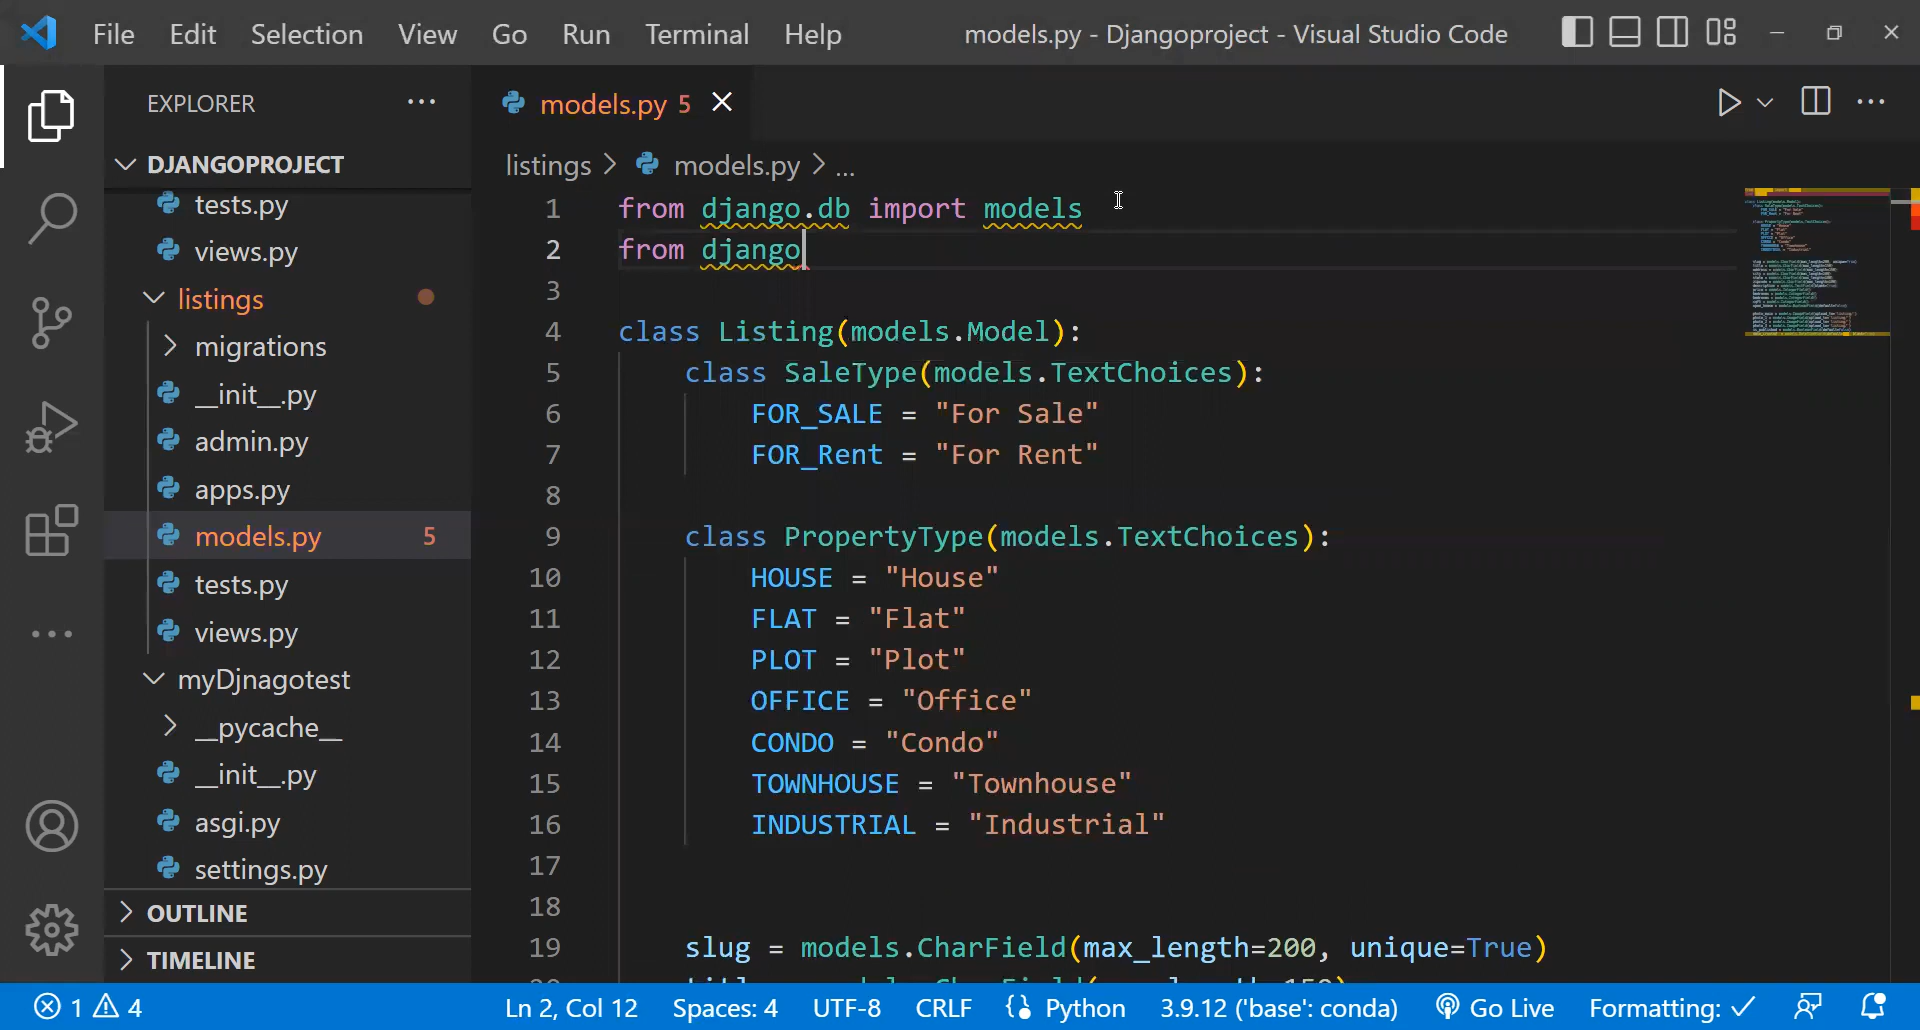 File Edit Selection View Go Run Terminal Help models.py - Djangoproject - Visual Studio Code
EXPLORER
DJANGOPROJECT
tests.py
views.py
listings
migrations
__init__.py
admin.py
apps.py
models.py 5
tests.py
views.py
myDjnagotest
__pycache__
__init__.py
asgi.py
settings.py
OUTLINE
TIMELINE
models.py 5
listings > models.py > ...
1 from django.db import models
2 from django
3
4 class Listing(models.Model):
5 class SaleType(models.TextChoices):
6 FOR_SALE = "For Sale"
7 FOR_Rent = "For Rent"
8
9 class PropertyType(models.TextChoices):
10 HOUSE = "House"
11 FLAT = "Flat"
12 PLOT = "Plot"
13 OFFICE = "Office"
14 CONDO = "Condo"
15 TOWNHOUSE = "Townhouse"
16 INDUSTRIAL = "Industrial"
17
18
19 slug = models.CharField(max_length=200, unique=True)
1 4 Ln 2, Col 12 Spaces: 4 UTF-8 CRLF Python 3.9.12 ('base': conda) Go Live Formatting: ✓